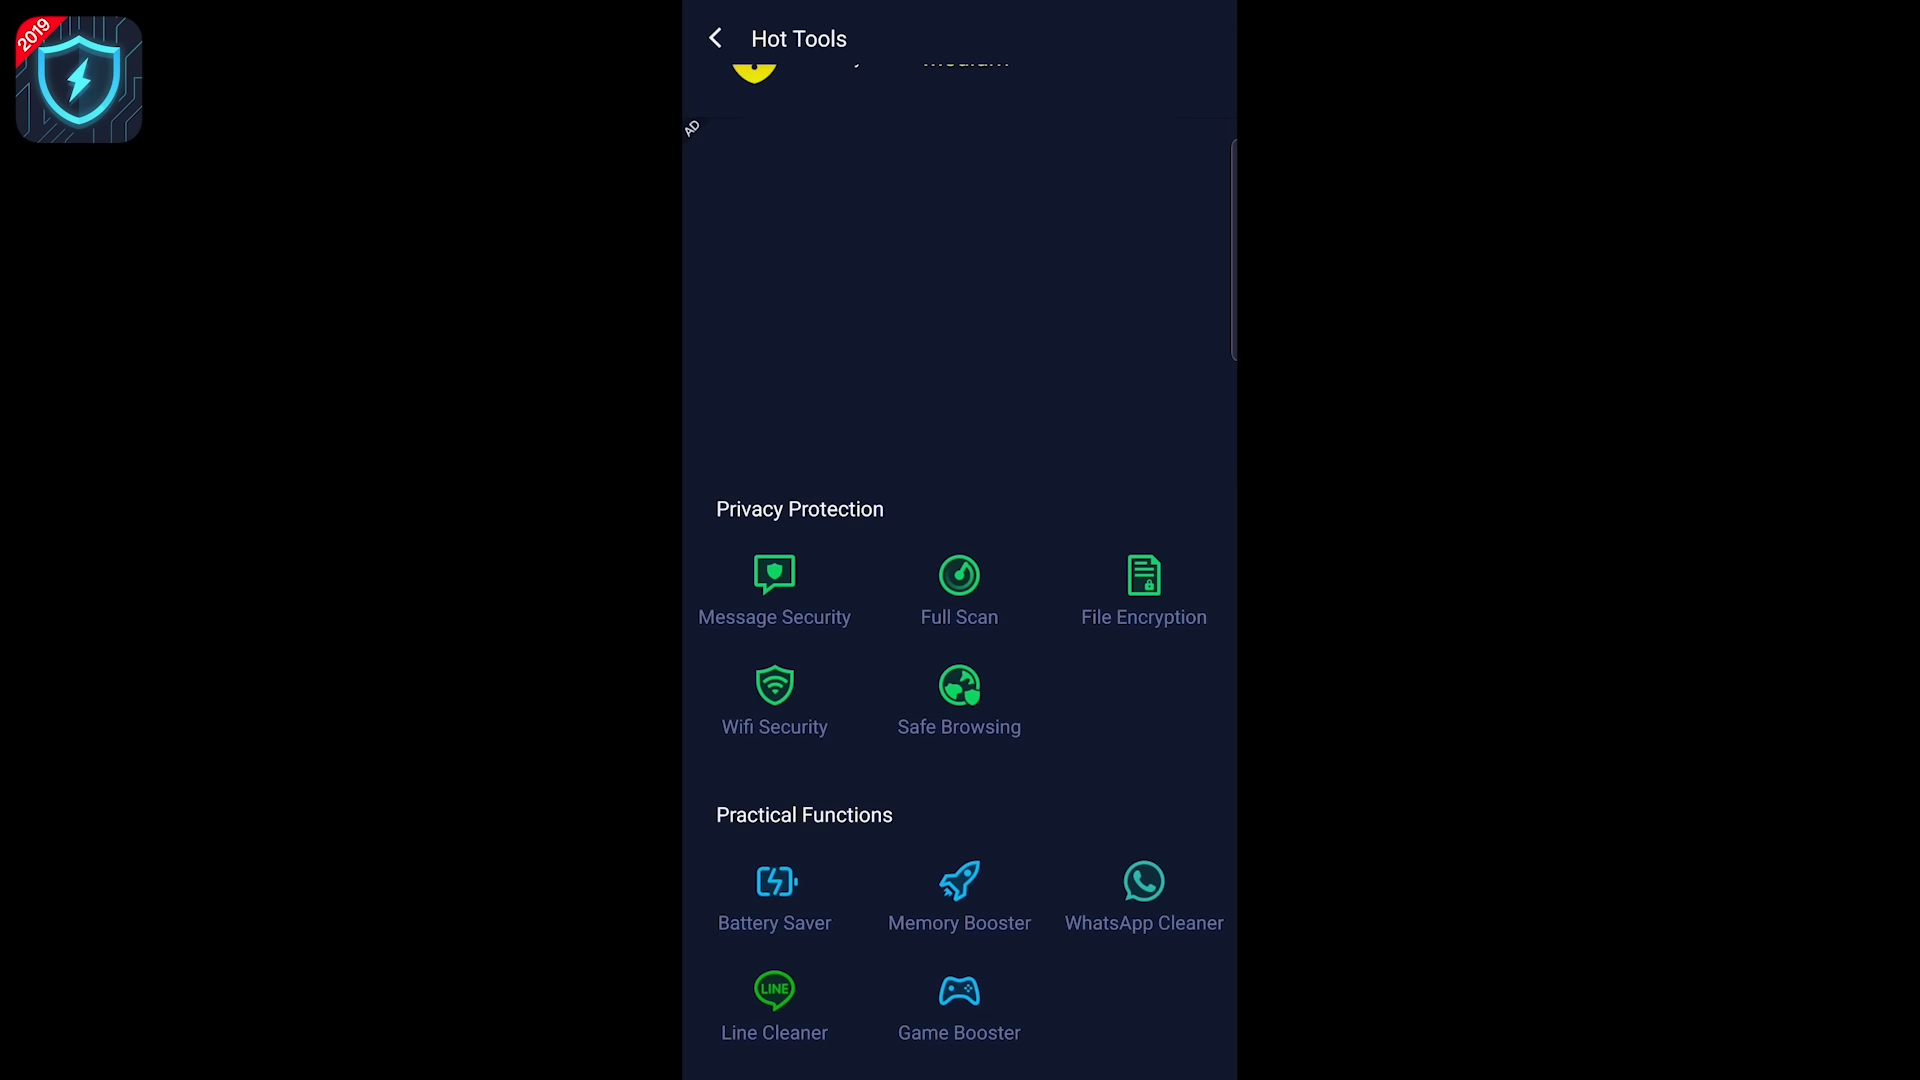 2019
Hot Tools
AD
Privacy Protection
Message Security
Full Scan
File Encryption
Wifi Security
Safe Browsing
Practical Functions
Battery Saver
Memory Booster
WhatsApp Cleaner
LINE
Line Cleaner
Game Booster